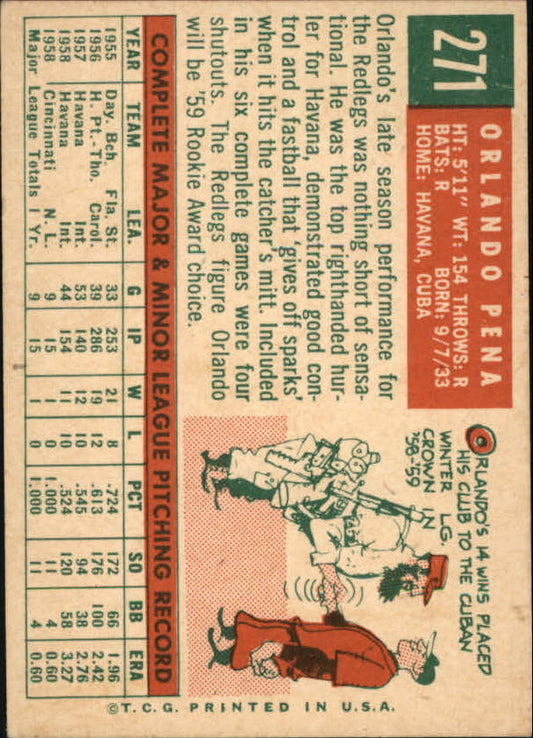 271
ORLANDO PENA
HT: 5'11" WT: 154 THROWS: R
BATS: R BORN: 9/7/33
HOME: HAVANA, CUBA
Orlando's late season performance for
the Redlegs was nothing short of sensa-
tional. He was the top righthanded hur-
ler for Havana, demonstrated good con-
trol and a fastball that 'gives off sparks'
when it hits the catcher's mitt. Included
in his six complete games were four
shutouts. The Redlegs figure Orlando
will be '59 Rookie Award Choice.
ORLANDO'S 14 WINS PLACED
HIS CLUB TO THE CUBAN
WINTER LG.
CROWN IN
'58-'59
COMPLETE MAJOR & MINOR LEAGUE PITCHING RECORD
YEAR TEAM LEA. G IP W L PCT SO BB ERA
1955 Day. Bch. Fla. St. 33 253 21 8 .724 172 66 1.96
1956 H. Pt.-Tho. Carol. 39 286 19 12 .613 176 100 2.42
1957 Havana Int. 53 140 12 10 .545 94 38 2.76
1958 Havana Int. 44 154 11 10 .524 120 58 3.27
1958 Cincinnati N. L. 9 15 1 0 1.000 11 4 0.60
Major League Totals 1 Yr. 9 15 1 0 1.000 11 4 0.60
©T.C.G. PRINTED IN U.S.A.